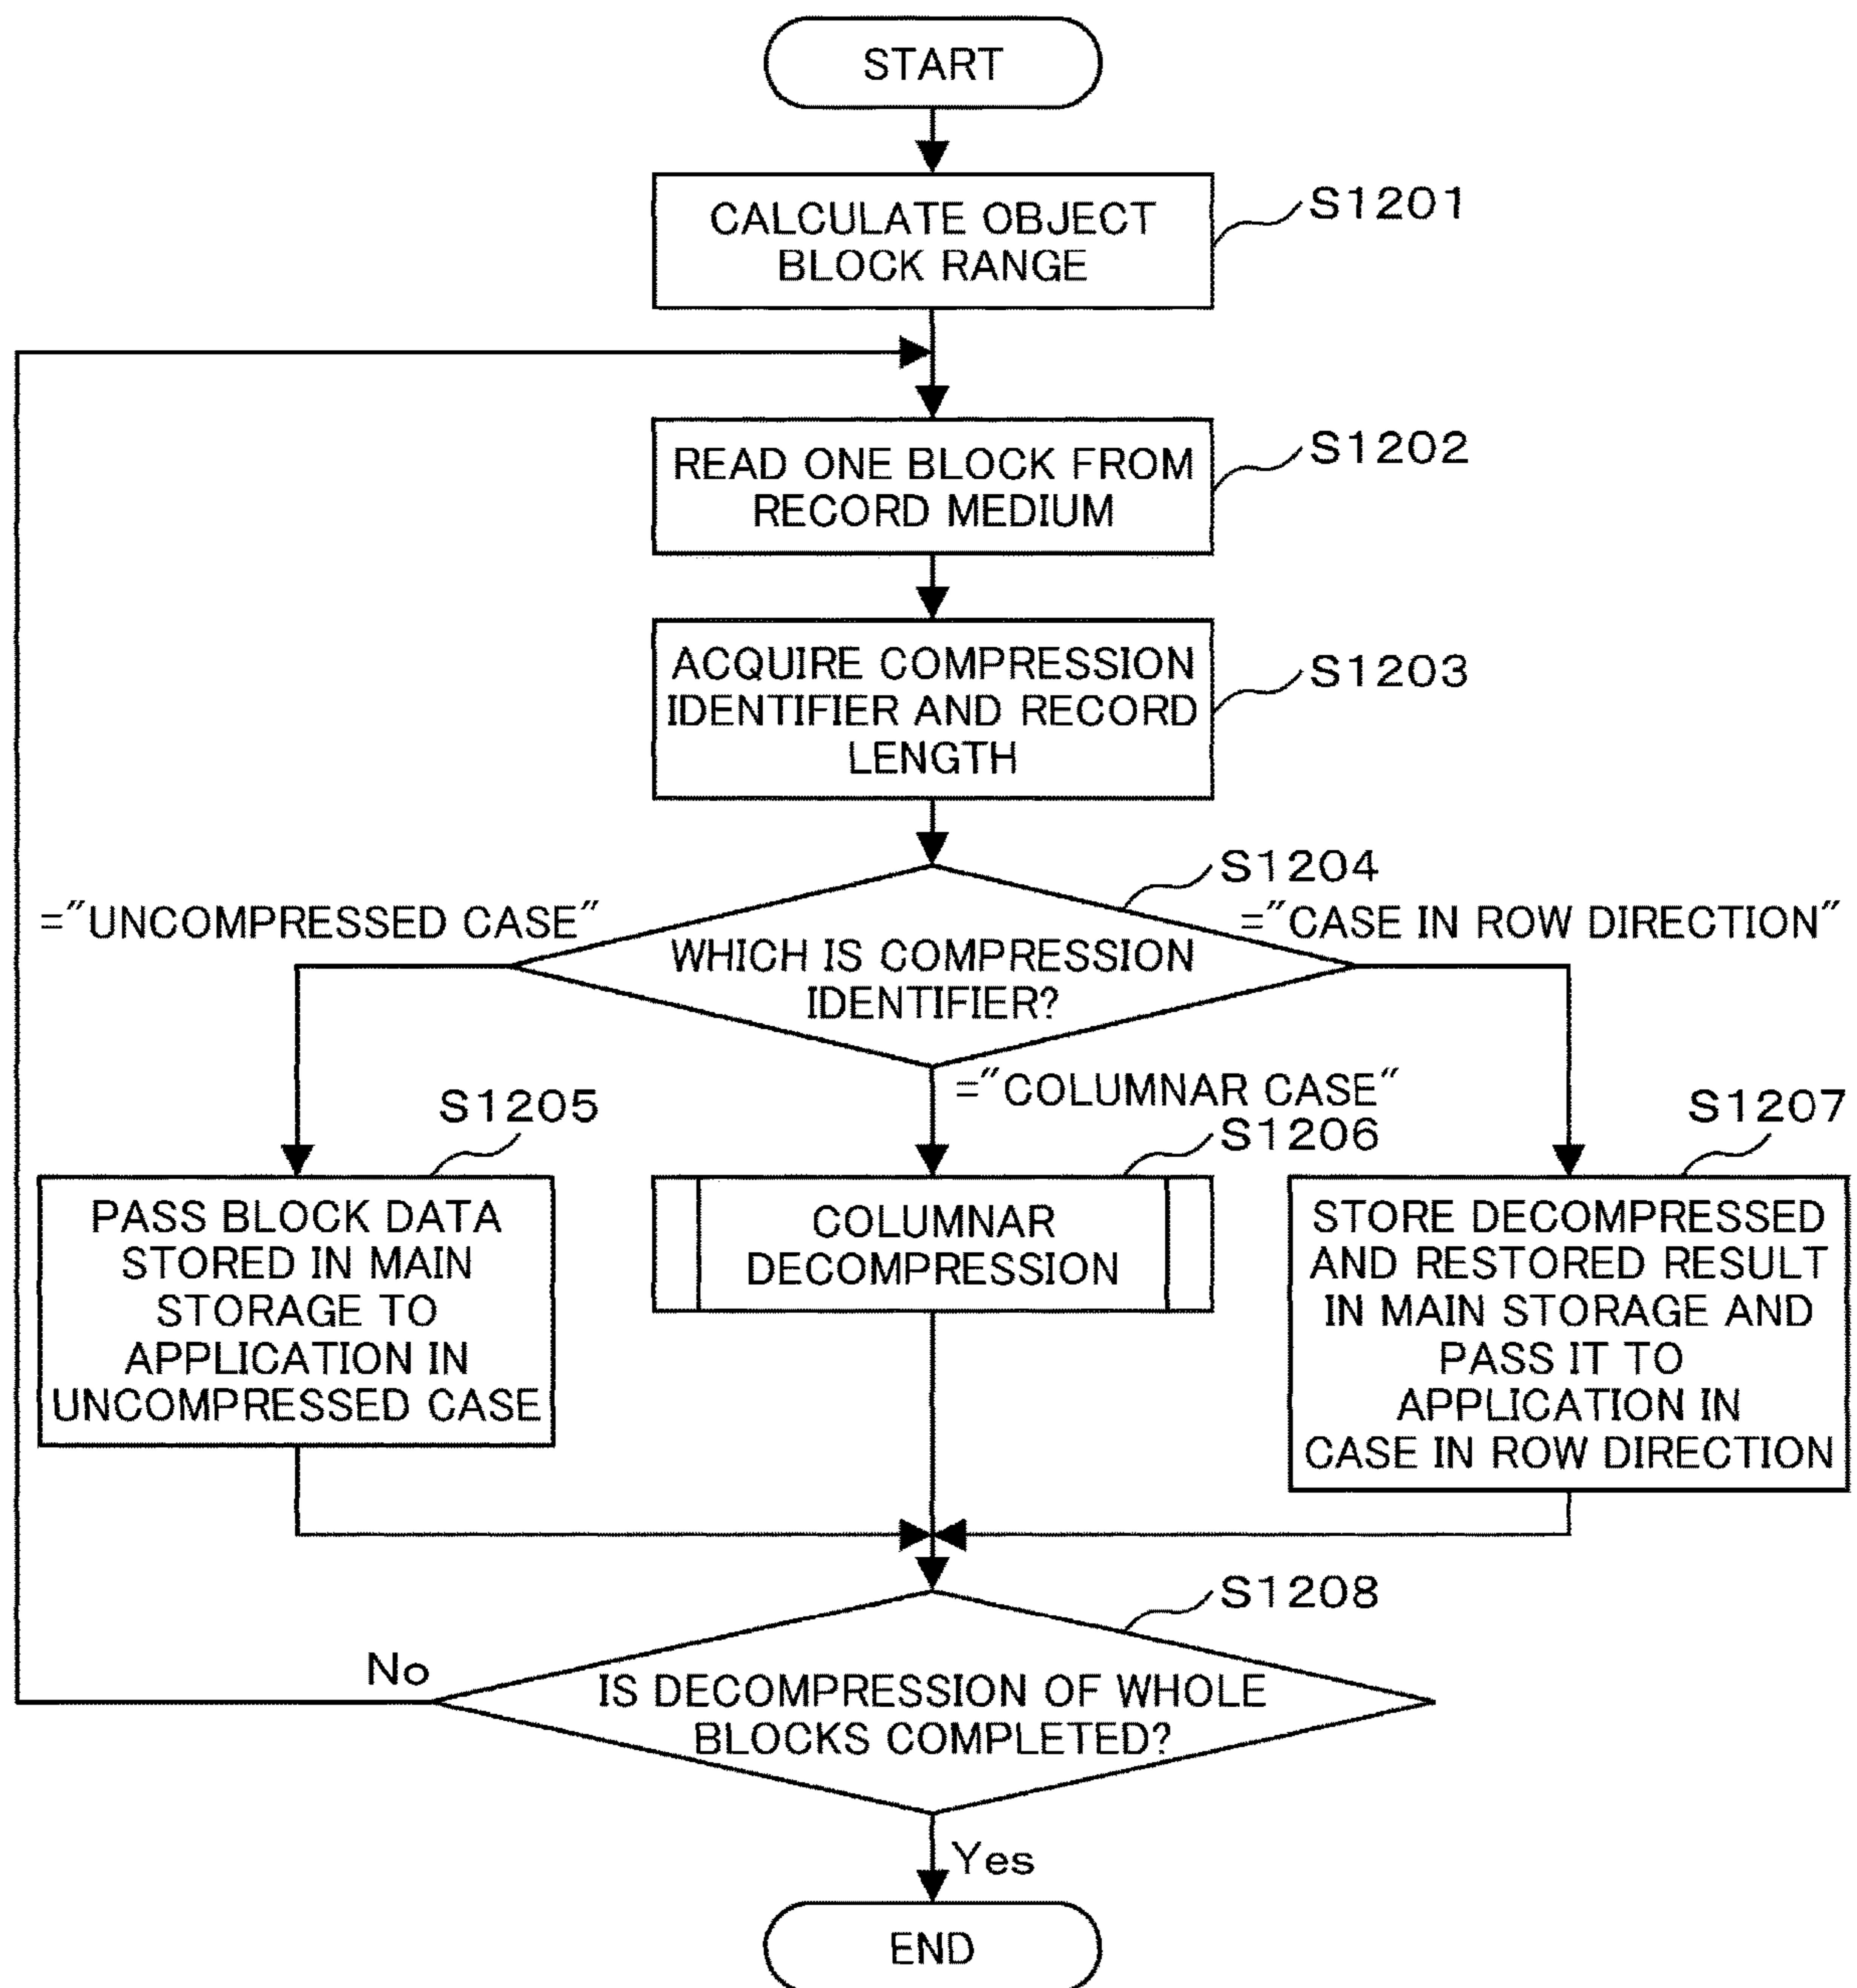 START
CALCULATE OBJECT
BLOCK RANGE
S1201
READ ONE BLOCK FROM
RECORD MEDIUM
S1202
ACQUIRE COMPRESSION
IDENTIFIER AND RECORD
LENGTH
S1203
S1204
="UNCOMPRESSED CASE"
="CASE IN ROW DIRECTION"
WHICH IS COMPRESSION
IDENTIFIER?
="COLUMNAR CASE"
S1205
S1206
S1207
PASS BLOCK DATA
STORED IN MAIN
STORAGE TO
APPLICATION IN
UNCOMPRESSED CASE
COLUMNAR
DECOMPRESSION
STORE DECOMPRESSED
AND RESTORED RESULT
IN MAIN STORAGE AND
PASS IT TO
APPLICATION IN
CASE IN ROW DIRECTION
S1208
No
IS DECOMPRESSION OF WHOLE
BLOCKS COMPLETED?
Yes
END